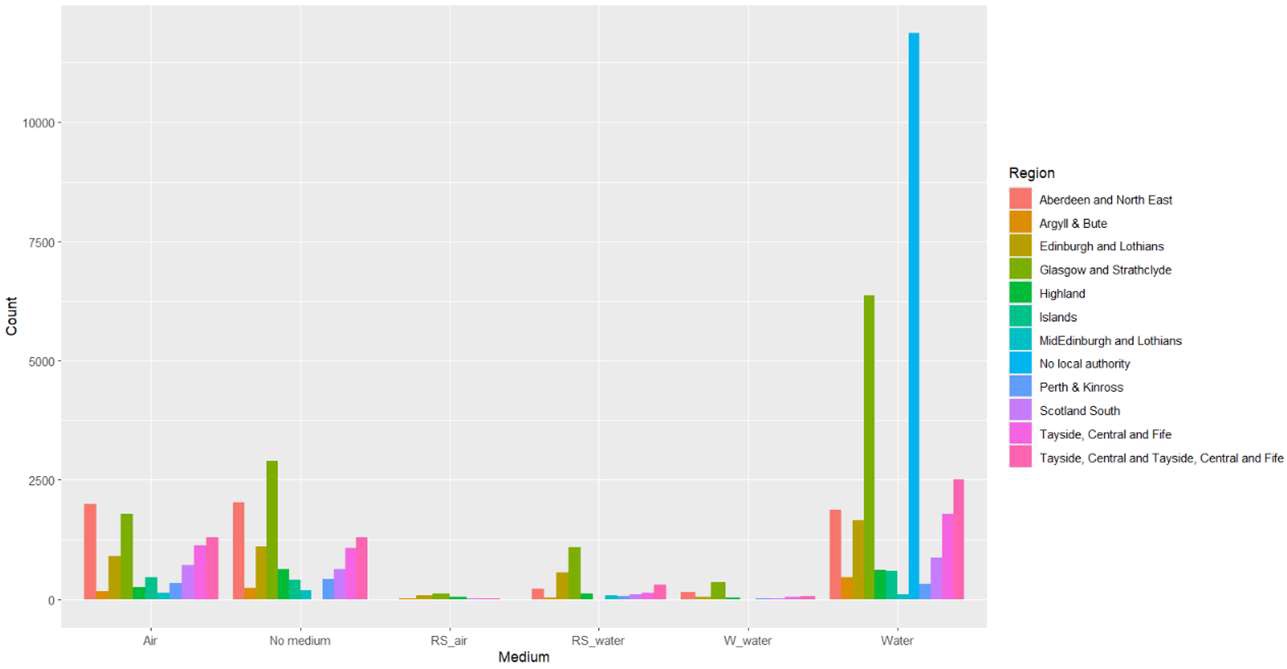 Count
10000
7500
5000
2500
0
Air
No medium
RS_air
RS_water
W_water
Water
Medium
Region
Aberdeen and North East
Argyll & Bute
Edinburgh and Lothians
Glasgow and Strathclyde
Highland
Islands
MidEdinburgh and Lothians
No local authority
Perth & Kinross
Scotland South
Tayside, Central and Fife
Tayside, Central and Tayside, Central and Fife